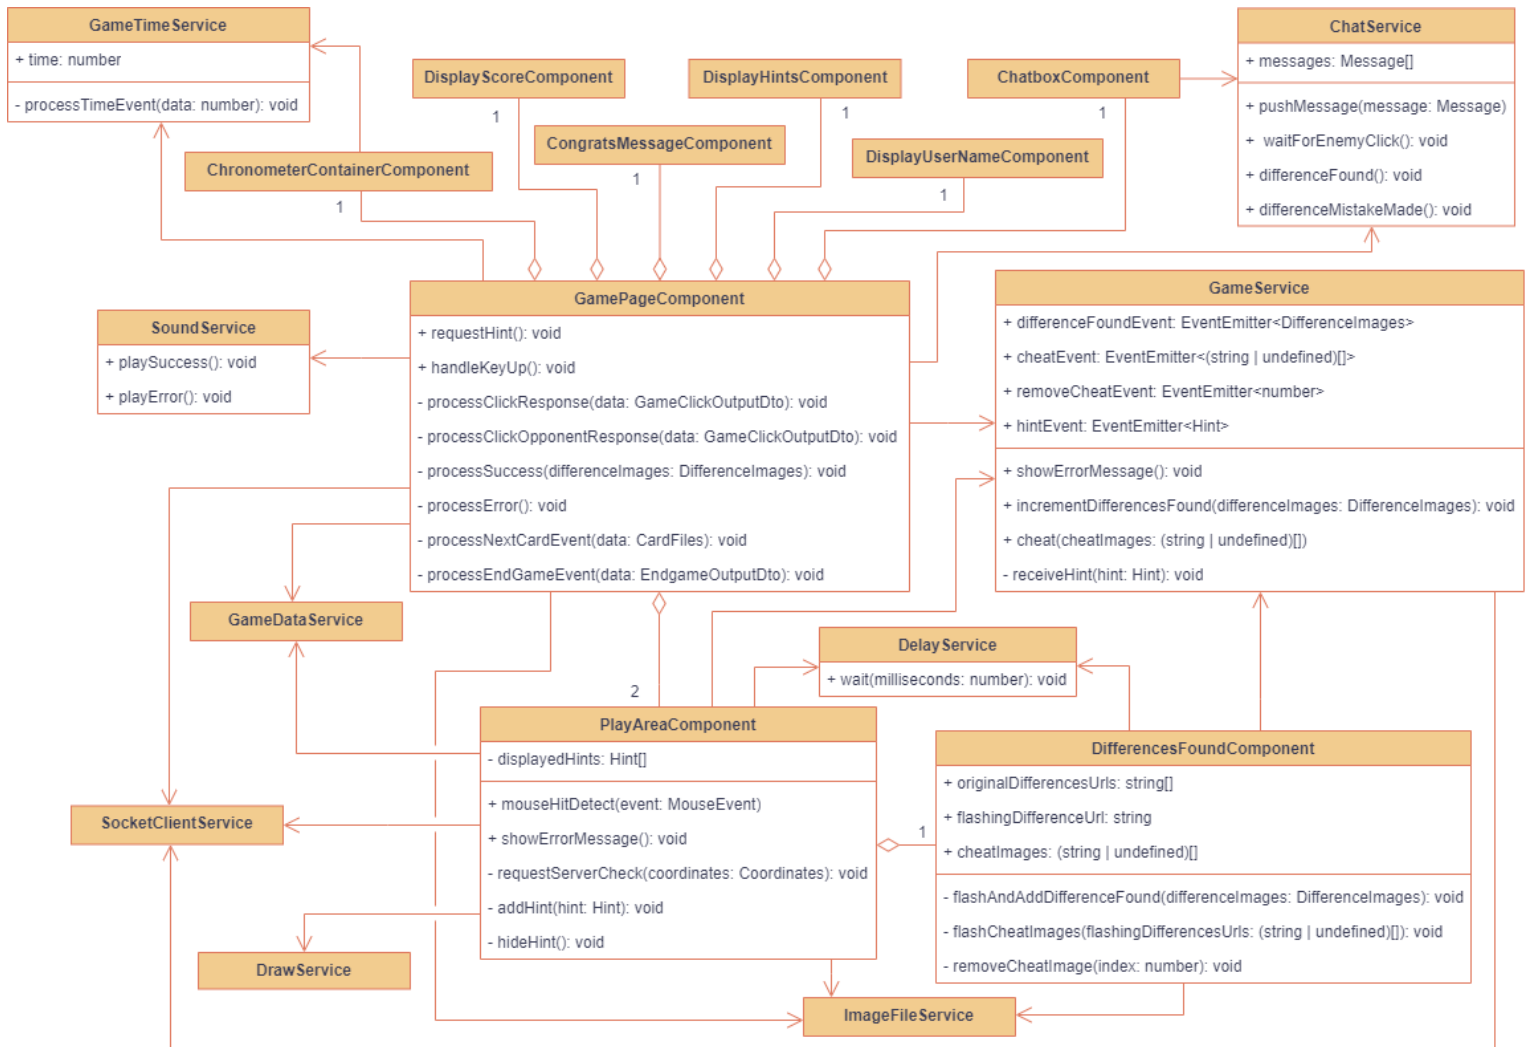 GameTimeService
+ time: number
- processTimeEvent(data: number): void
DisplayScoreComponent
1
DisplayHintsComponent
1
ChatboxComponent
1
ChatService
+ messages: Message[]
+ pushMessage(message: Message)
+ waitForEnemyClick(): void
+ differenceFound(): void
+ differenceMistakeMade(): void
CongratsMessageComponent
1
DisplayUserNameComponent
1
ChronometerContainerComponent
1
SoundService
+ playSuccess(): void
+ playError(): void
GamePageComponent
+ requestHint(): void
+ handleKeyUp(): void
- processClickResponse(data: GameClickOutputDto): void
- processClickOpponentResponse(data: GameClickOutputDto): void
- processSuccess(differenceImages: DifferenceImages): void
- processError(): void
- processNextCardEvent(data: CardFiles): void
- processEndGameEvent(data: EndgameOutputDto): void
GameService
+ differenceFoundEvent: EventEmitter<DifferenceImages>
+ cheatEvent: EventEmitter<(string | undefined)[]>
+ removeCheatEvent: EventEmitter<number>
+ hintEvent: EventEmitter<Hint>
+ showErrorMessage(): void
+ incrementDifferencesFound(differenceImages: DifferenceImages): void
+ cheat(cheatImages: (string | undefined)[])
- receiveHint(hint: Hint): void
GameDataService
DelayService
+ wait(milliseconds: number): void
2
PlayAreaComponent
- displayedHints: Hint[]
+ mouseHitDetect(event: MouseEvent)
+ showErrorMessage(): void
- requestServerCheck(coordinates: Coordinates): void
- addHint(hint: Hint): void
- hideHint(): void
1
DifferencesFoundComponent
+ originalDifferencesUrls: string[]
+ flashingDifferenceUrl: string
+ cheatImages: (string | undefined)[]
- flashAndAddDifferenceFound(differenceImages: DifferenceImages): void
- flashCheatImages(flashingDifferencesUrls: (string | undefined)[]): void
- removeCheatImage(index: number): void
SocketClientService
DrawService
ImageFileService